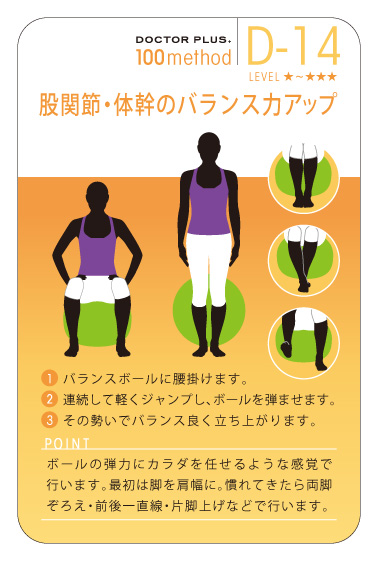 DOCTOR PLUS.
100method
D-14
LEVEL ★～★★★
股関節・体幹のバランス力アップ
1 バランスボールに腰掛けます。
2 連続して軽くジャンプし、ボールを弾ませます。
3 その勢いでバランス良く立ち上がります。
POINT
ボールの弾力にカラダを任せるような感覚で
行います。最初は脚を肩幅に。慣れてきたら両脚
ぞろえ・前後一直線・片脚上げなどで行います。